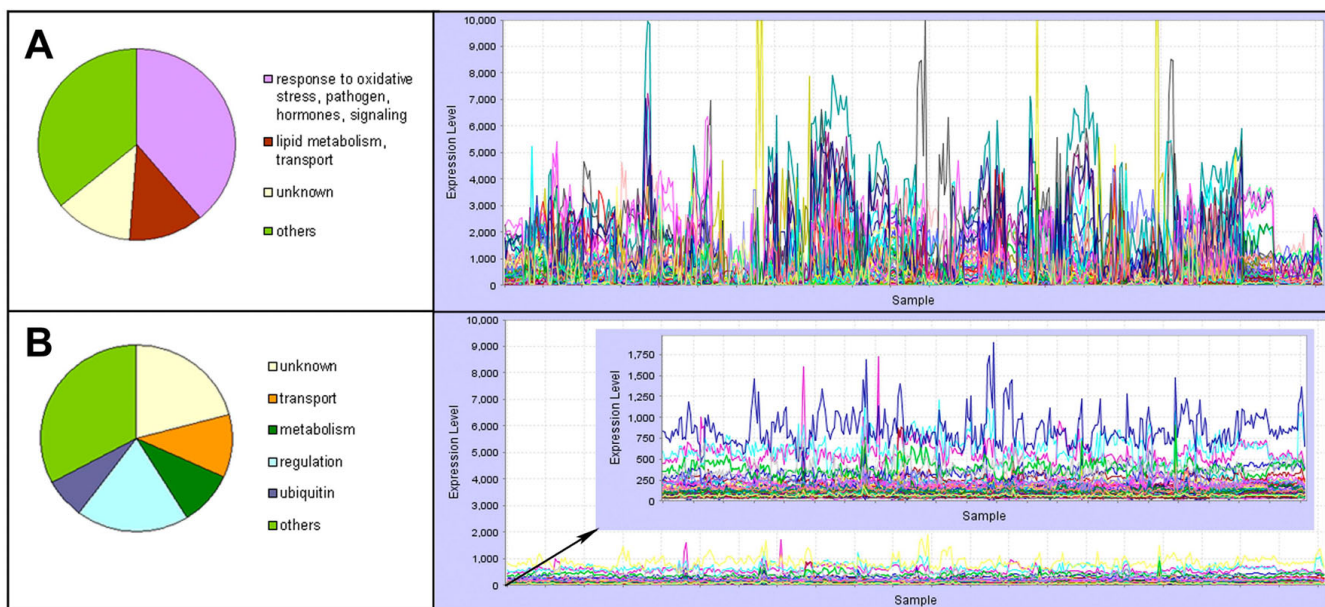 A
response to oxidative
stress, pathogen,
hormones, signaling
lipid metabolism,
transport
unknown
others
10,000
9,000
8,000
7,000
6,000
5,000
4,000
3,000
2,000
1,000
0
Expression Level
Sample
B
unknown
transport
metabolism
regulation
ubiquitin
others
10,000
9,000
8,000
7,000
6,000
5,000
4,000
3,000
2,000
1,000
0
Expression Level
Sample
1,750
1,500
1,250
1,000
750
500
250
0
Expression Level
Sample